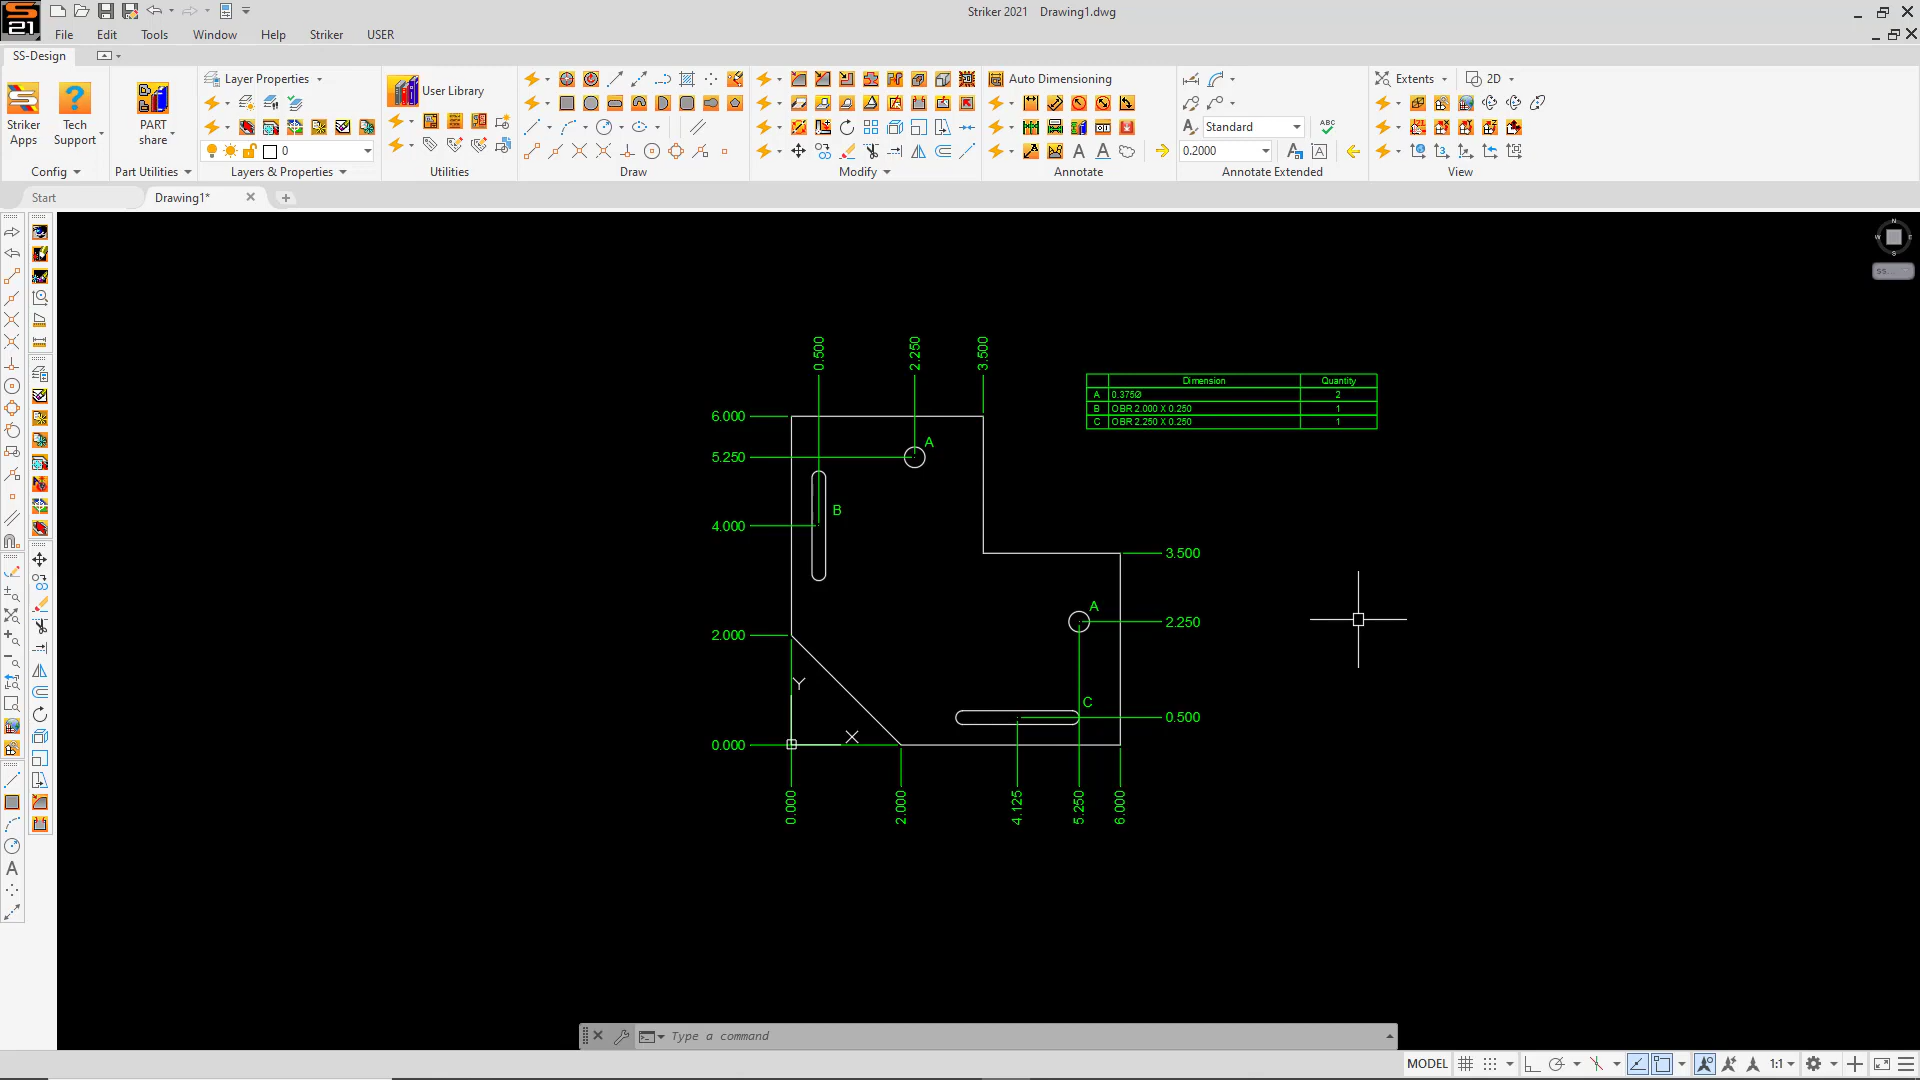 Striker 2021 Drawing1.dwg
21
File Edit Tools Window Help Striker USER
SS-Design
Layer Properties
User Library
Auto Dimensioning
Extents 2D
Striker Apps
Tech Support
PART share
Standard
ABC
0
0.2000
Config Part Utilities Layers & Properties Utilities Draw Modify Annotate Annotate Extended View
Start Drawing1*
N
W E
S
SS
0.500 2.250 3.500
Dimension Quantity
A 0.375Ø 2
B OBR 2.000 X 0.250 1
C OBR 2.250 X 0.250 1
6.000
A
5.250
B
4.000
3.500
A
2.250
2.000
Y
C
0.500
X
0.000
0.000 2.000 4.125 5.250 6.000
Type a command
MODEL 1:1